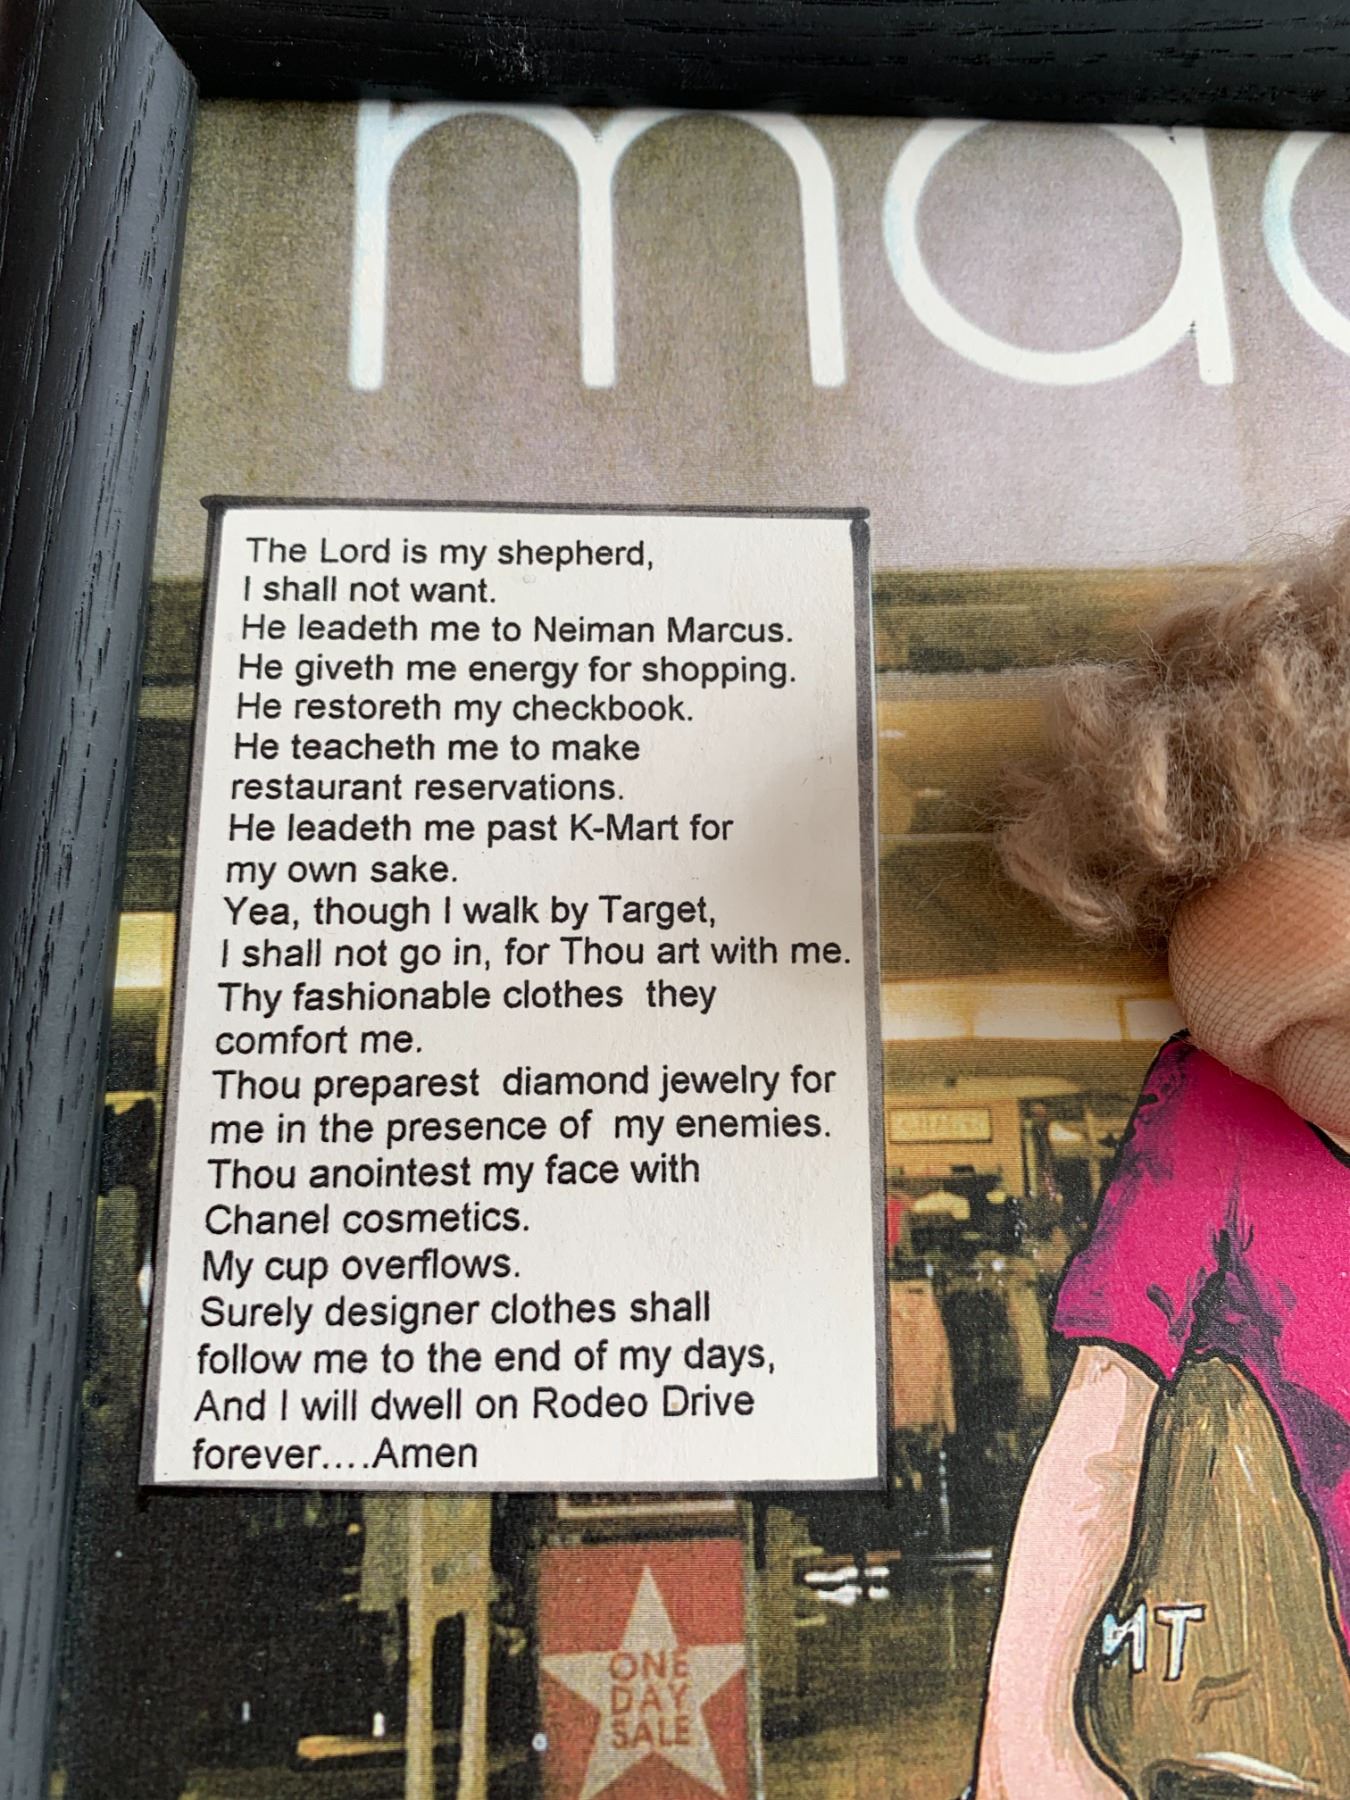 mac
The Lord is my shepherd,
I shall not want.
He leadeth me to Neiman Marcus.
He giveth me energy for shopping.
He restoreth my checkbook.
He teacheth me to make
restaurant reservations.
He leadeth me past K-Mart for
my own sake.
Yea, though I walk by Target,
I shall not go in, for Thou art with me.
Thy fashionable clothes they
comfort me.
Thou preparest diamond jewelry for
me in the presence of my enemies.
Thou anointest my face with
Chanel cosmetics.
My cup overflows.
Surely designer clothes shall
follow me to the end of my days,
And I will dwell on Rodeo Drive
forever....Amen
ONE
DAY
SALE